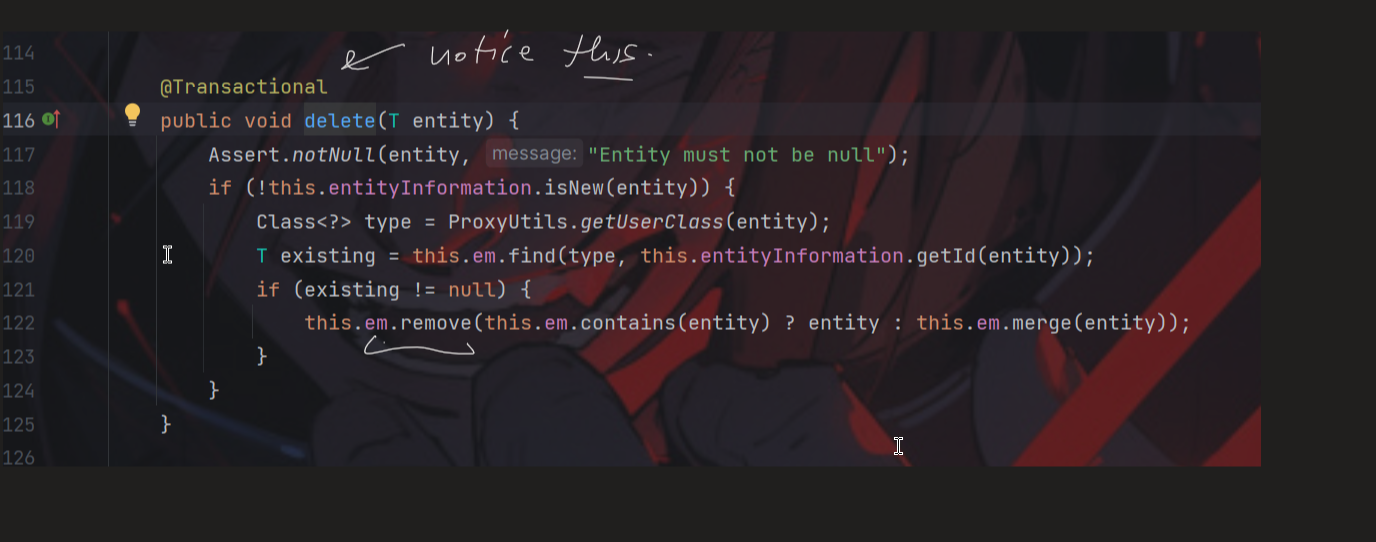 notice this.
114
115 @Transactional
116 public void delete(T entity) {
117 Assert.notNull(entity, message: "Entity must not be null");
118 if (!this.entityInformation.isNew(entity)) {
119 Class<?> type = ProxyUtils.getUserClass(entity);
120 T existing = this.em.find(type, this.entityInformation.getId(entity));
121 if (existing != null) {
122 this.em.remove(this.em.contains(entity) ? entity : this.em.merge(entity));
123 }
124 }
125 }
126